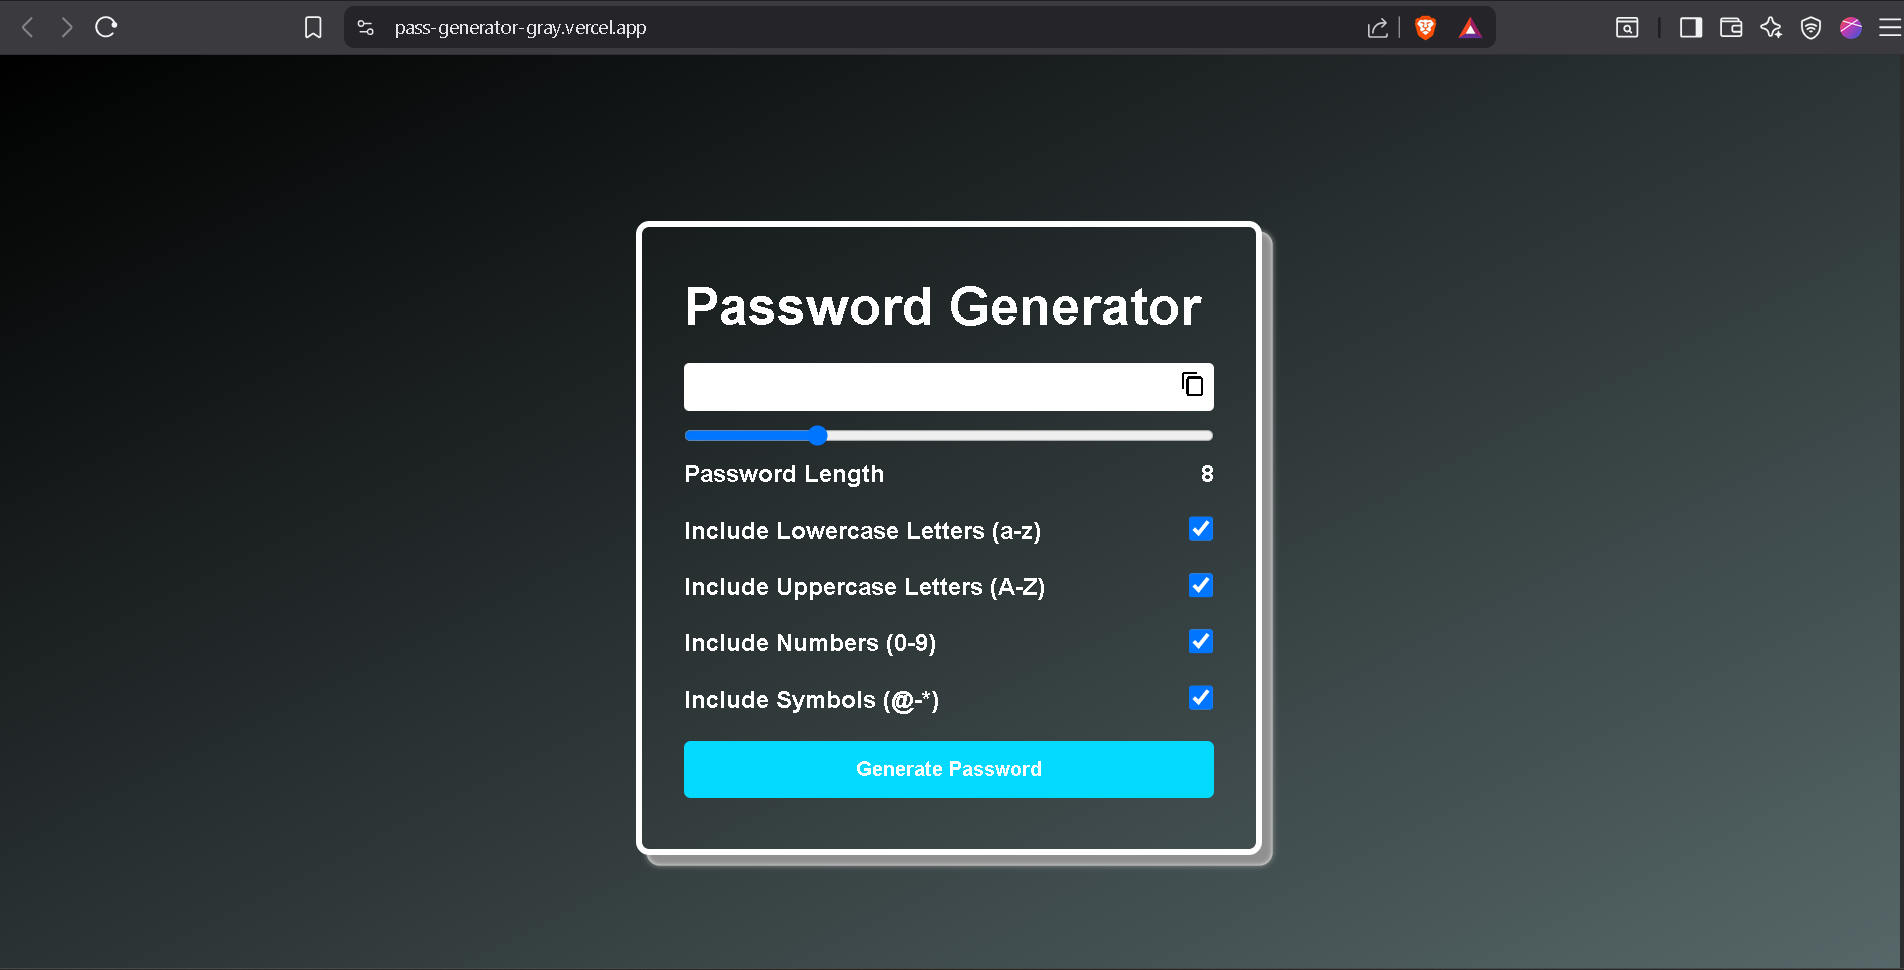 pass-generator-gray.vercel.app
Password Generator
Password Length 8
Include Lowercase Letters (a-z)
Include Uppercase Letters (A-Z)
Include Numbers (0-9)
Include Symbols (@-*)
Generate Password